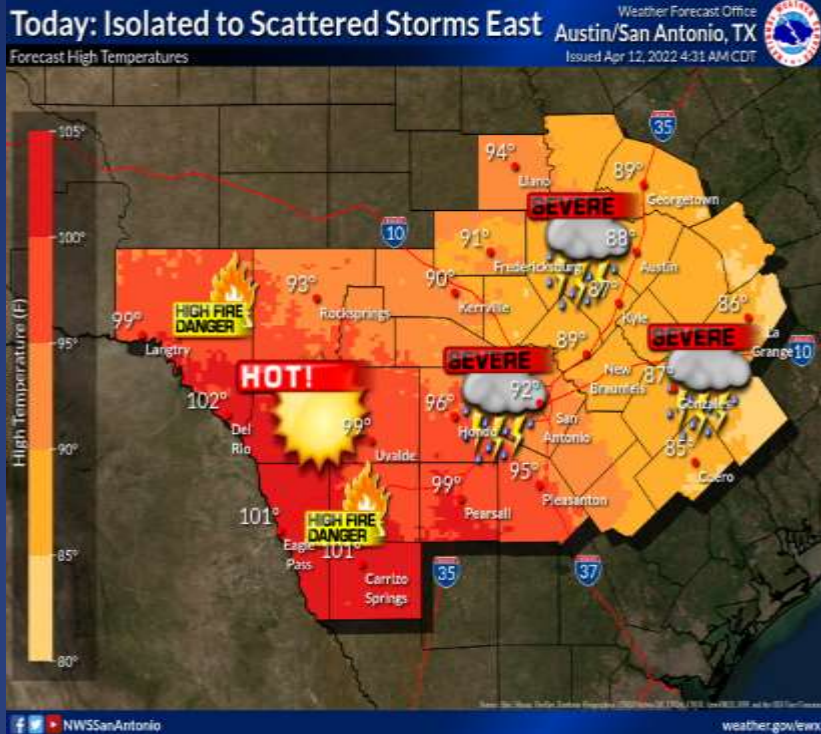 Today: Isolated to Scattered Storms East
Forecast High Temperatures
Weather Forecast Office
Austin/San Antonio, TX
Issued Apr 12, 2022 4:31 AM CDT
High Temperature (F)
105°
100°
95°
90°
85°
80°
35
94°
Llano
89°
Georgetown
SEVERE
10
91°
Fredericksburg
88°
Austin
93°
Rocksprings
90°
Kerrville
87°
Kyle
86°
La
Grange
10
HIGH FIRE
DANGER
99°
Langtry
SEVERE
SEVERE
89°
New
Braunfels
HOT!
102°
Del
Rio
99°
Uvalde
96°
Hondo
92°
San
Antonio
87°
Gonzales
85°
Cuero
99°
Pearsall
95°
Pleasanton
HIGH FIRE
DANGER
101°
Eagle
Pass
101°
Carrizo
Springs
35
37
NWSSanAntonio
weather.gov/ewx